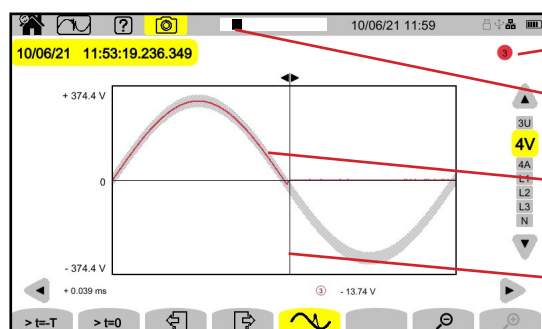 ? 10/06/21 11:59
10/06/21 11:53:19.236.349
3
+ 374.4 V
3U
4V
4A
L1
0
L2
L3
N
- 374.4 V
+ 0.039 ms 3 - 13.74 V
> t=-T > t=0